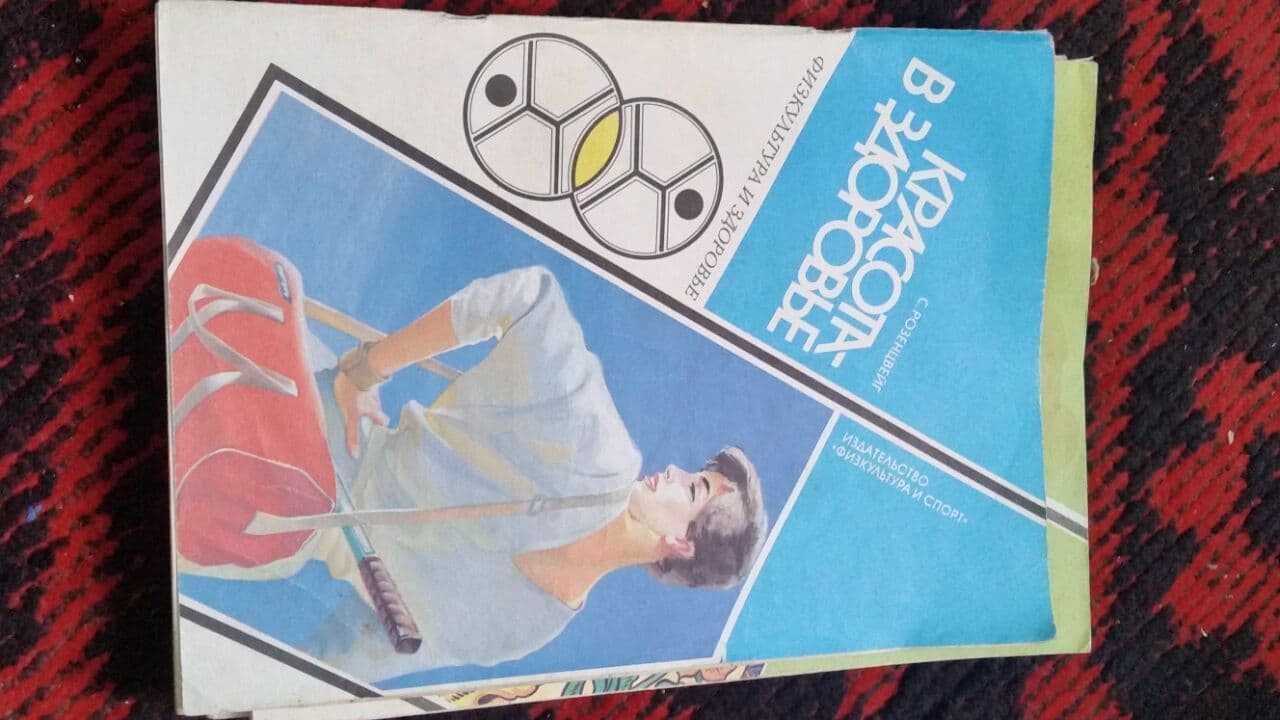 С. РОЗЕНЦВЕЙГ
КРАСОТА-
В ЗДОРОВЬЕ
ФИЗКУЛЬТУРА И ЗДОРОВЬЕ
ИЗДАТЕЛЬСТВО
«ФИЗКУЛЬТУРА И СПОРТ»